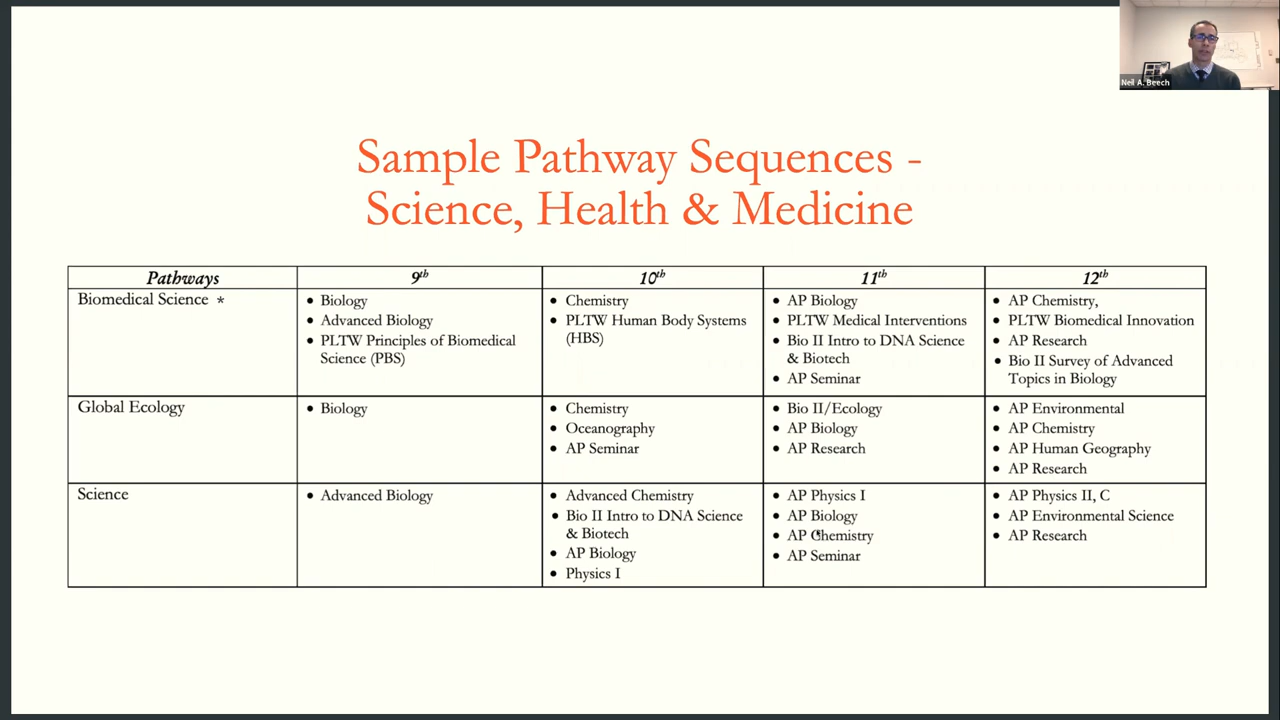 Neil A. Beech
Sample Pathway Sequences -
Science, Health & Medicine
Pathways
9th
10th
11th
12th
Biomedical Science *
• Biology
• Advanced Biology
• PLTW Principles of Biomedical
Science (PBS)
• Chemistry
• PLTW Human Body Systems
(HBS)
• AP Biology
• PLTW Medical Interventions
• Bio II Intro to DNA Science
& Biotech
• AP Seminar
• AP Chemistry,
• PLTW Biomedical Innovation
• AP Research
• Bio II Survey of Advanced
Topics in Biology
Global Ecology
• Biology
• Chemistry
• Oceanography
• AP Seminar
• Bio II/Ecology
• AP Biology
• AP Research
• AP Environmental
• AP Chemistry
• AP Human Geography
• AP Research
Science
• Advanced Biology
• Advanced Chemistry
• Bio II Intro to DNA Science
& Biotech
• AP Biology
• Physics I
• AP Physics I
• AP Biology
• AP Chemistry
• AP Seminar
• AP Physics II, C
• AP Environmental Science
• AP Research